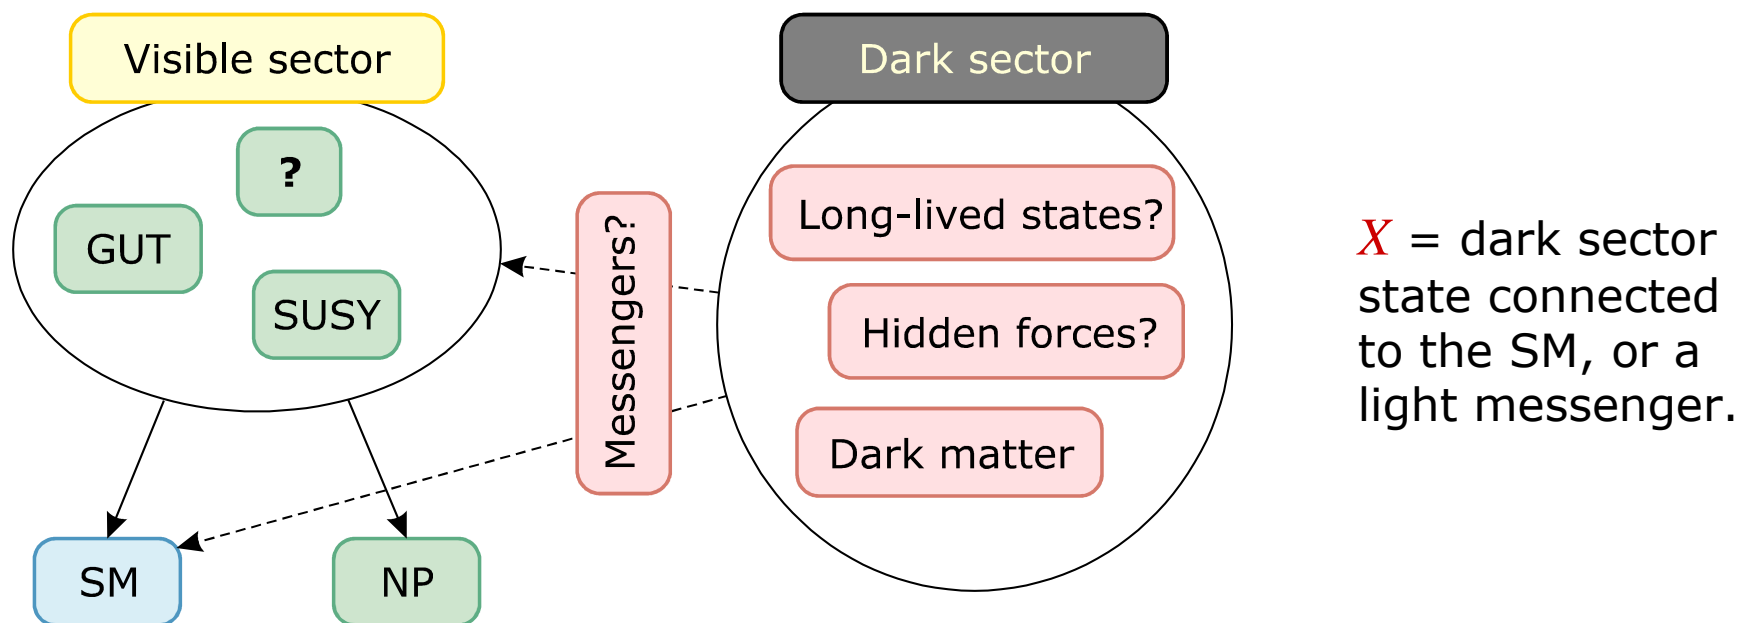 Visible sector
Dark sector
?
GUT
SUSY
Messengers?
Long-lived states?
Hidden forces?
Dark matter
SM
NP
X = dark sector
state connected
to the SM, or a
light messenger.